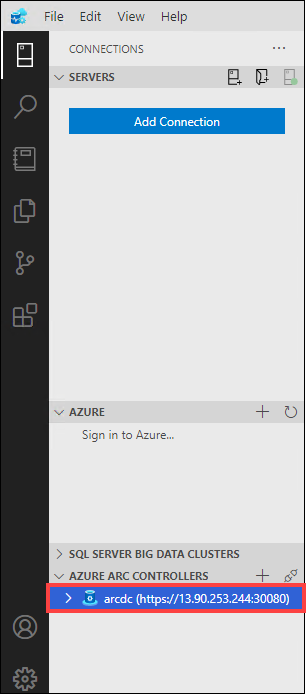 File Edit View Help
CONNECTIONS
SERVERS
Add Connection
AZURE
Sign in to Azure...
SQL SERVER BIG DATA CLUSTERS
AZURE ARC CONTROLLERS
arcdc (https://13.90.253.244:30080)